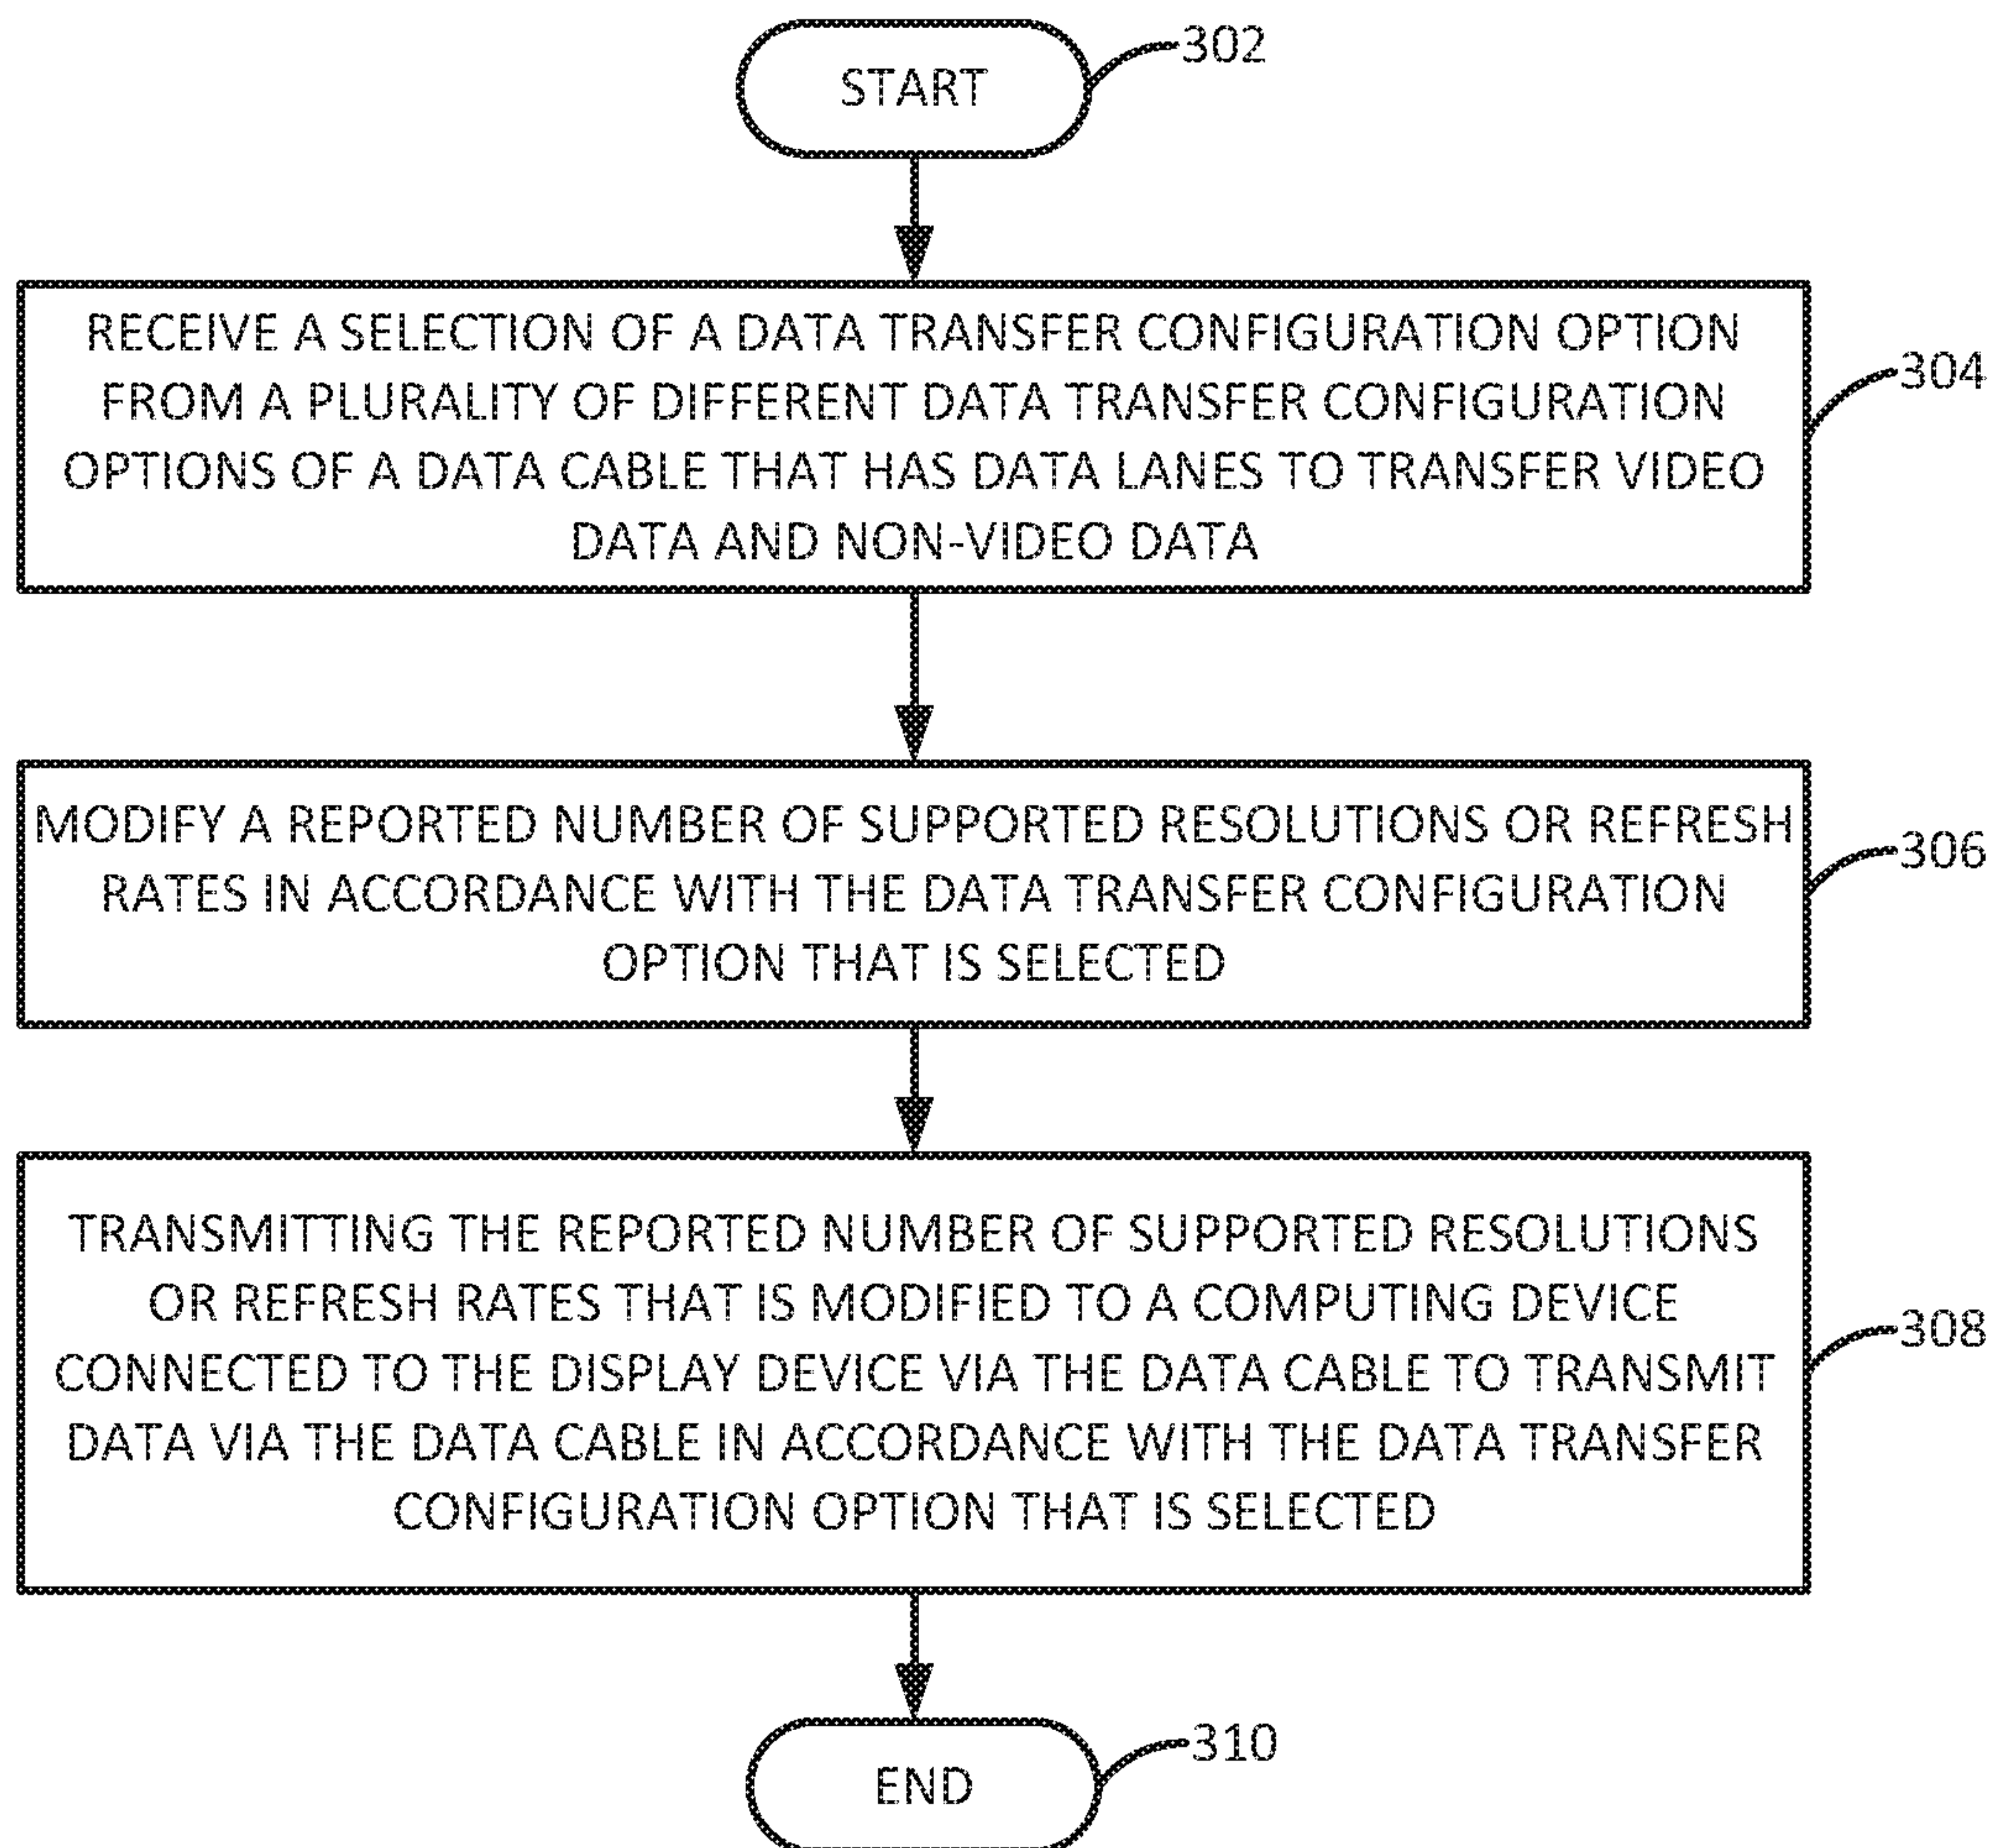 START
302
RECEIVE A SELECTION OF A DATA TRANSFER CONFIGURATION OPTION
FROM A PLURALITY OF DIFFERENT DATA TRANSFER CONFIGURATION
OPTIONS OF A DATA CABLE THAT HAS DATA LANES TO TRANSFER VIDEO
DATA AND NON-VIDEO DATA
304
MODIFY A REPORTED NUMBER OF SUPPORTED RESOLUTIONS OR REFRESH
RATES IN ACCORDANCE WITH THE DATA TRANSFER CONFIGURATION
OPTION THAT IS SELECTED
306
TRANSMITTING THE REPORTED NUMBER OF SUPPORTED RESOLUTIONS
OR REFRESH RATES THAT IS MODIFIED TO A COMPUTING DEVICE
CONNECTED TO THE DISPLAY DEVICE VIA THE DATA CABLE TO TRANSMIT
DATA VIA THE DATA CABLE IN ACCORDANCE WITH THE DATA TRANSFER
CONFIGURATION OPTION THAT IS SELECTED
308
END
310